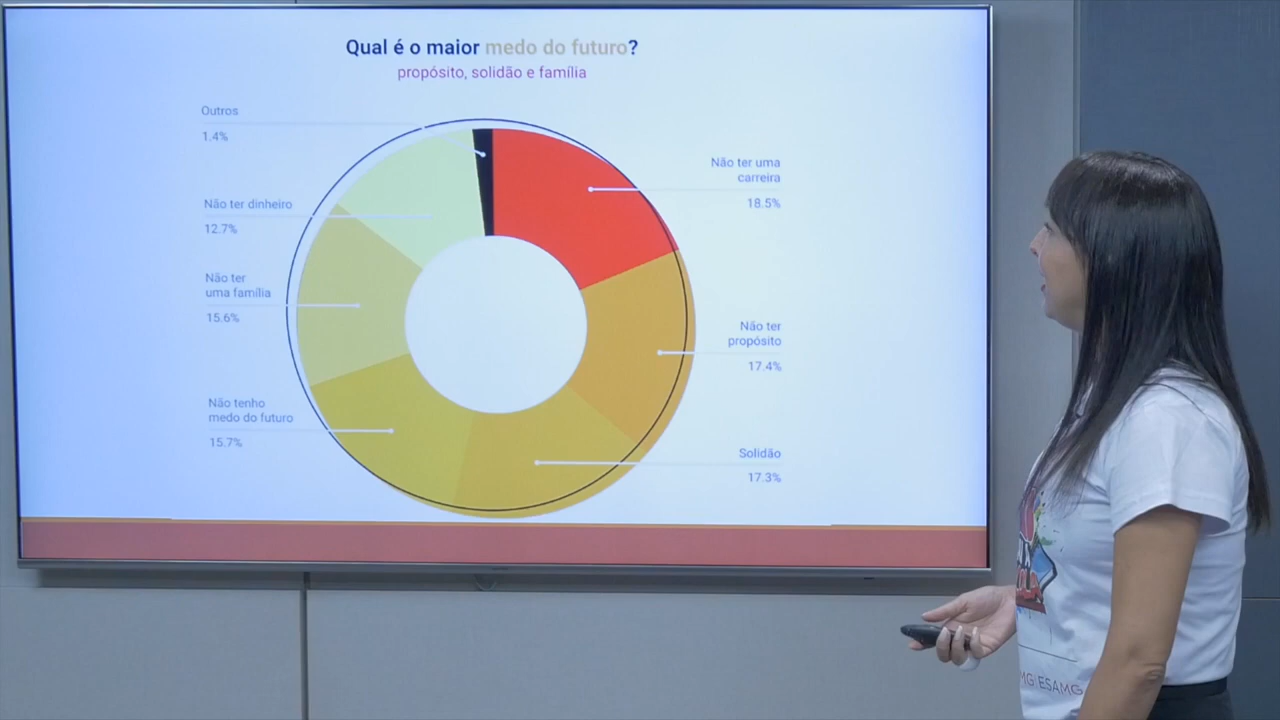 Qual é o maior medo do futuro?
propósito, solidão e família
Outros
1.4%
Não ter uma
carreira
18.5%
Não ter dinheiro
12.7%
Não ter
uma família
15.6%
Não ter
propósito
17.4%
Não tenho
medo do futuro
15.7%
Solidão
17.3%
ESAMG